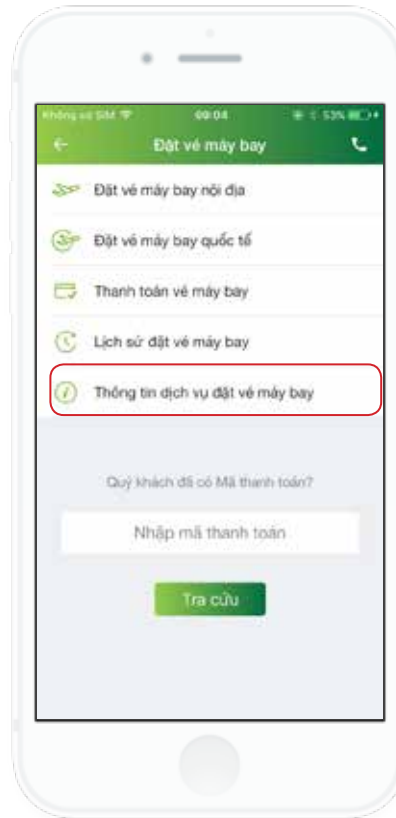 Không có SIM 09:04 53%
Đặt vé máy bay
Đặt vé máy bay nội địa
Đặt vé máy bay quốc tế
Thanh toán vé máy bay
Lịch sử đặt vé máy bay
Thông tin dịch vụ đặt vé máy bay
Quý khách đã có Mã thanh toán?
Nhập mã thanh toán
Tra cứu